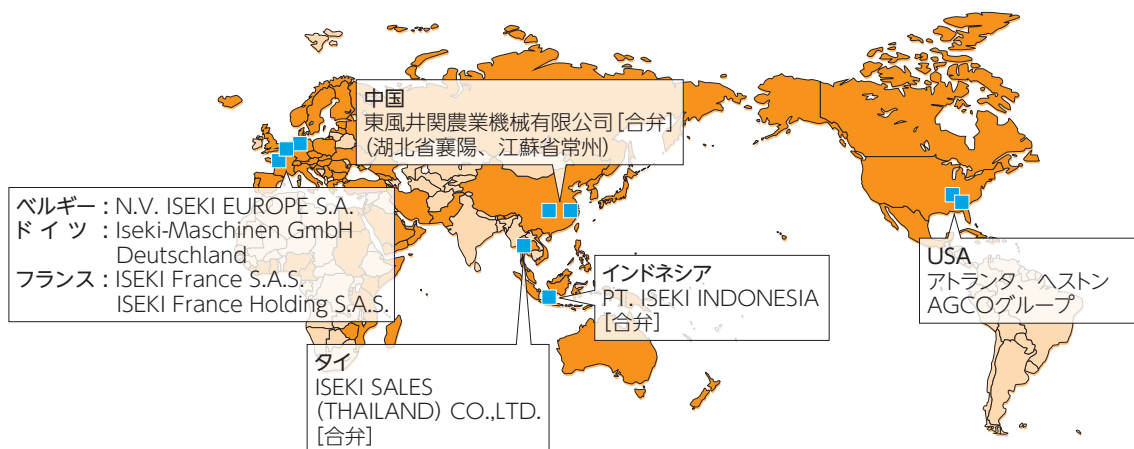 中国
東風井関農業機械有限公司[合弁]
(湖北省襄陽、江蘇省常州)
ベルギー:N.V. ISEKI EUROPE S.A.
ドイツ:Iseki-Maschinen GmbH
Deutschland
フランス:ISEKI France S.A.S.
ISEKI France Holding S.A.S.
タイ
ISEKI SALES
(THAILAND) CO.,LTD.
[合弁]
インドネシア
PT. ISEKI INDONESIA
[合弁]
USA
アトランタ、ヘストン
AGCOグループ